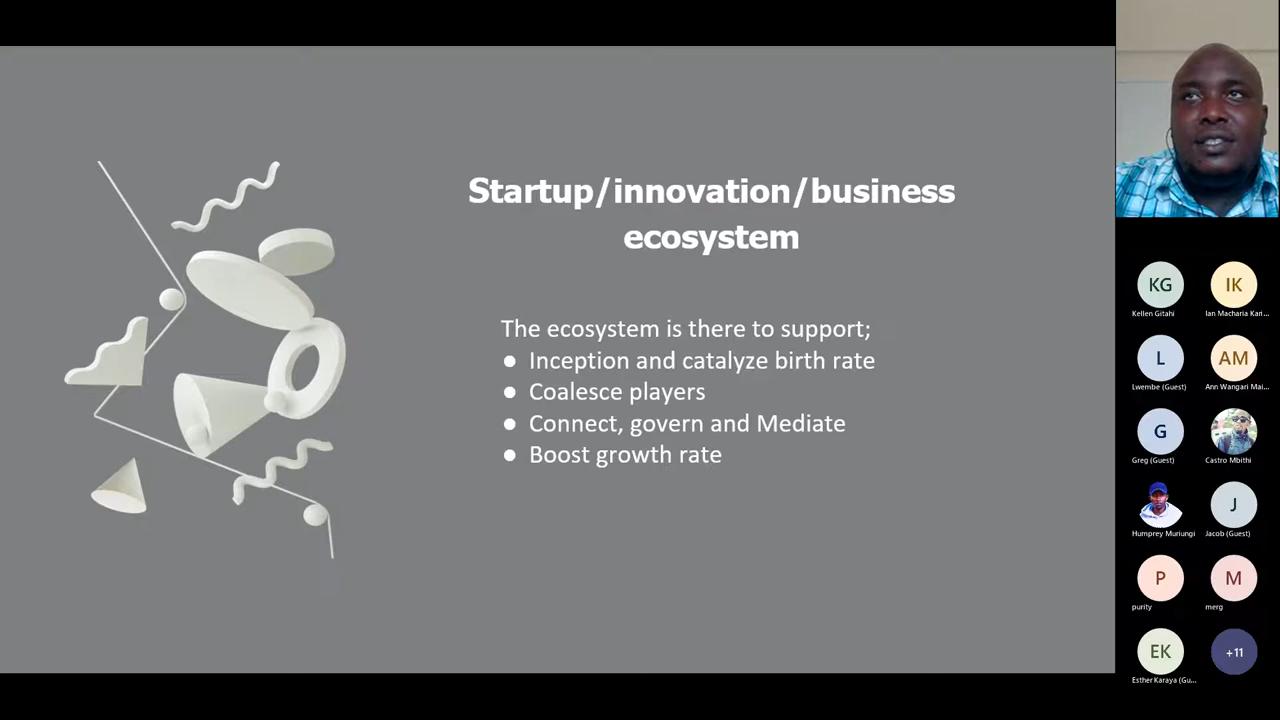 Startup/innovation/business
ecosystem
The ecosystem is there to support;
● Inception and catalyze birth rate
● Coalesce players
● Connect, govern and Mediate
● Boost growth rate
KG
IK
Kellen Gitahi
Ian Macharia Kari...
L
AM
Lwembe (Guest)
Ann Wangari Mai...
G
Greg (Guest)
Castro Mbithi
J
Humprey Muriungi
Jacob (Guest)
P
M
purity
merg
EK
+11
Esther Karaya (Gu...